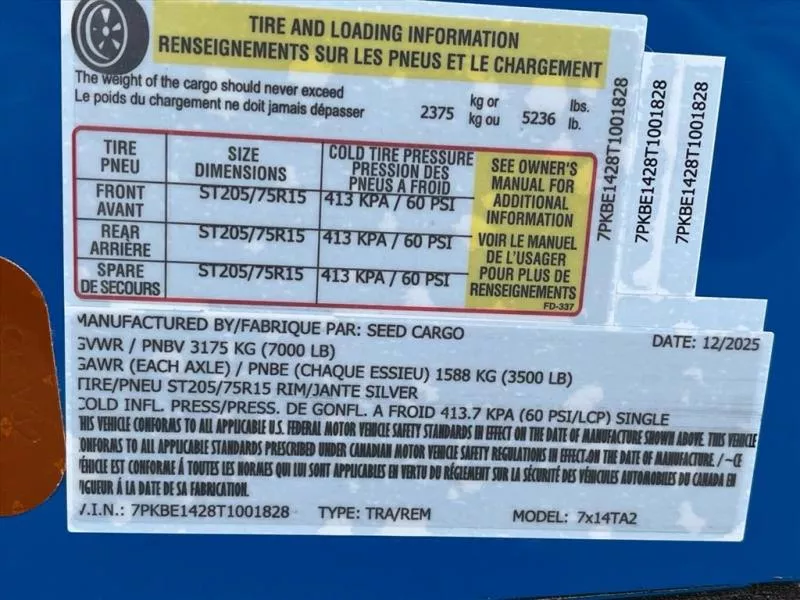 TIRE AND LOADING INFORMATION
RENSEIGNEMENTS SUR LES PNEUS ET LE CHARGEMENT
The weight of the cargo should never exceed
Le poids du chargement ne doit jamais dépasser
2375 kg or kg ou 5236 lbs. lb.
TIRE PNEU
SIZE DIMENSIONS
COLD TIRE PRESSURE PRESSION DES PNEUS A FROID
FRONT AVANT
ST205/75R15
413 KPA / 60 PSI
REAR ARRIÈRE
ST205/75R15
413 KPA / 60 PSI
SPARE DE SECOURS
ST205/75R15
413 KPA / 60 PSI
SEE OWNER'S
MANUAL FOR
ADDITIONAL
INFORMATION
VOIR LE MANUEL
DE L'USAGER
POUR PLUS DE
RENSEIGNEMENTS
FD-337
7PKBE1428T1001828
7PKBE1428T1001828
7PKBE1428T1001828
MANUFACTURED BY/FABRIQUE PAR: SEED CARGO
DATE: 12/2025
GVWR / PNBV 3175 KG (7000 LB)
GAWR (EACH AXLE) / PNBE (CHAQUE ESSIEU) 1588 KG (3500 LB)
TIRE/PNEU ST205/75R15 RIM/JANTE SILVER
COLD INFL. PRESS/PRESS. DE GONFL. A FROID 413.7 KPA (60 PSI/LCP) SINGLE
THIS VEHICLE CONFORMS TO ALL APPLICABLE U.S. FEDERAL MOTOR VEHICLE SAFETY STANDARDS IN EFFECT ON THE DATE OF MANUFACTURE SHOWN ABOVE. THIS VEHICLE
CONFORMS TO ALL APPLICABLE STANDARDS PRESCRIBED UNDER CANADIAN MOTOR VEHICLE SAFETY REGULATIONS IN EFFECT ON THE DATE OF MANUFACTURE. / ~CE
VÉHICLE EST CONFORME Á TOUTES LES NORMES QUI LUI SONT APPLICABLES EN VERTU DU RÉGLEMENT SUR LA SÉCURITÉ DES VÉHICULES AUTOMOBILES DU CANADA EN
VIGUEUR Á LA DATE DE SA FABRICATION.
V.I.N.: 7PKBE1428T1001828 TYPE: TRA/REM MODEL: 7x14TA2